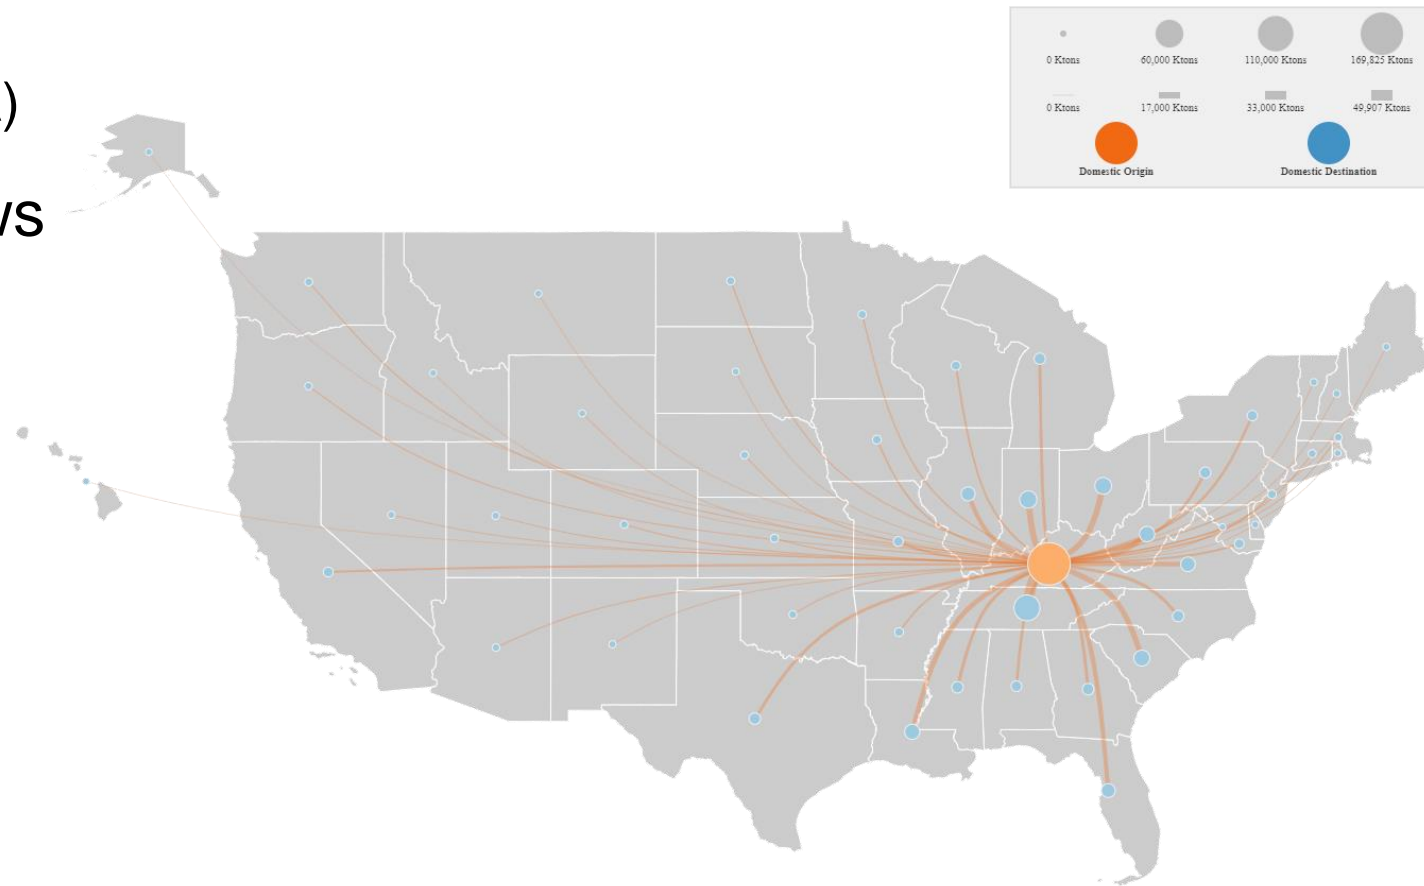 )
ws
0 Ktons 60,000 Ktons 110,000 Ktons 169,825 Ktons
0 Ktons 17,000 Ktons 33,000 Ktons 49,907 Ktons
Domestic Origin Domestic Destination